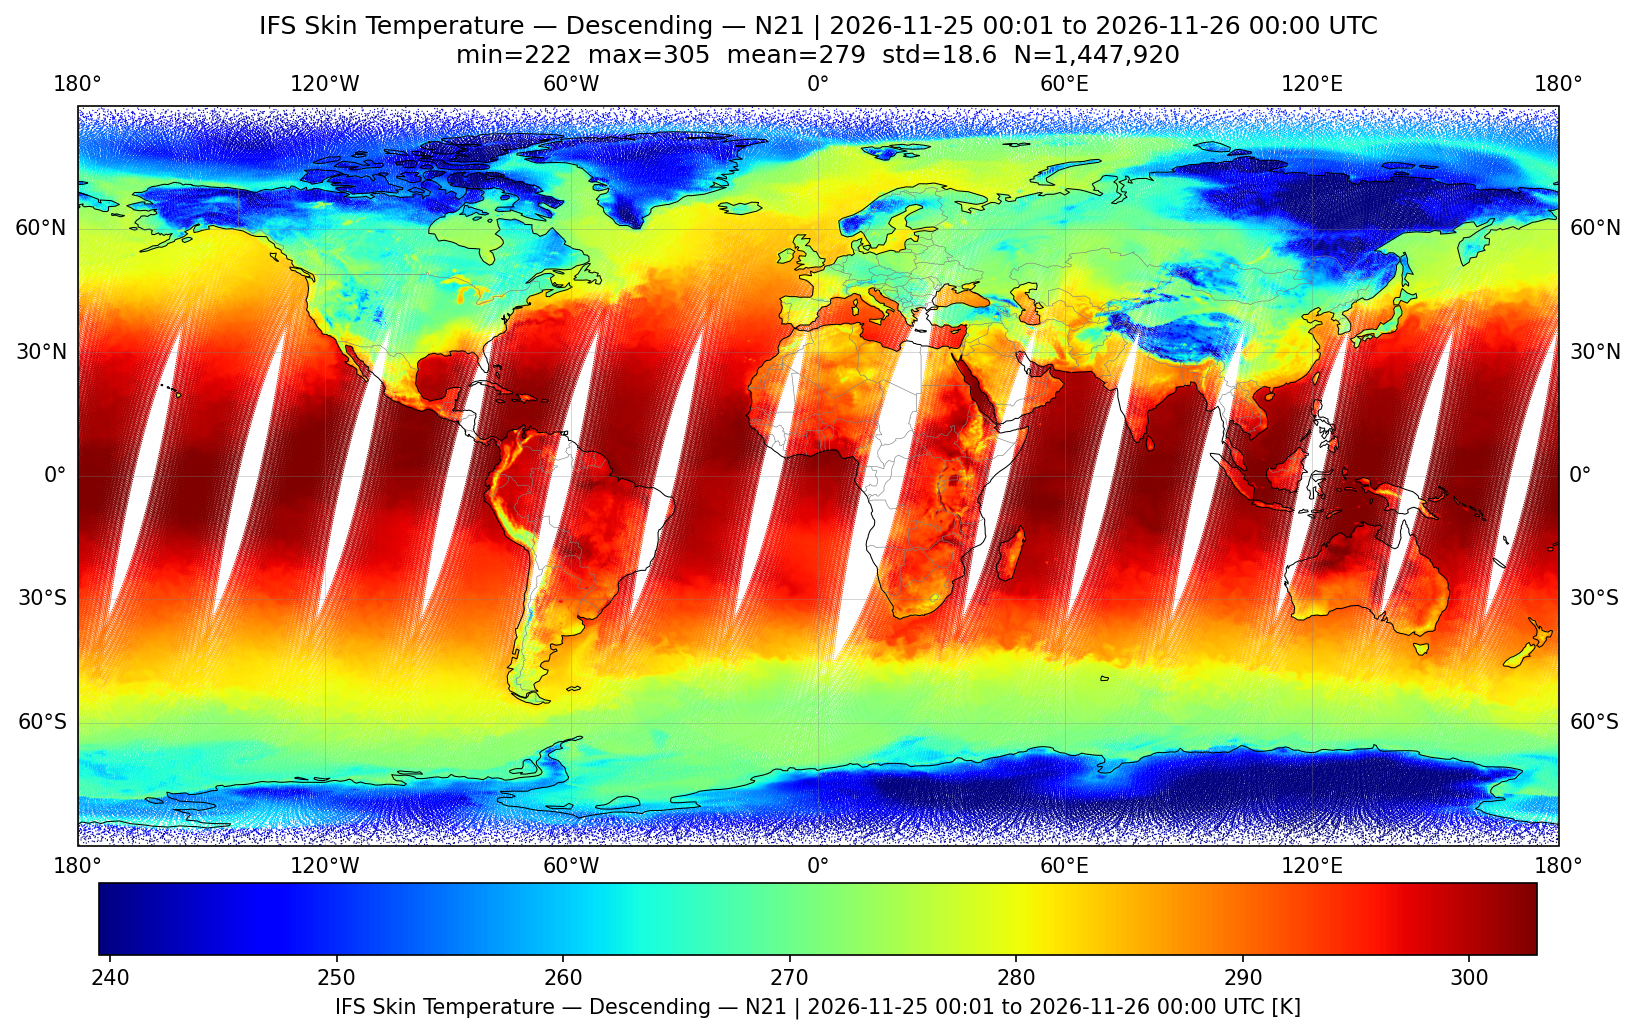 IFS Skin Temperature — Descending — N21 | 2026-11-25 00:01 to 2026-11-26 00:00 UTC
min=222 max=305 mean=279 std=18.6 N=1,447,920
180° 120°W 60°W 0° 60°E 120°E 180°
60°N 60°N
30°N 30°N
0° 0°
30°S 30°S
60°S 60°S
180° 120°W 60°W 0° 60°E 120°E 180°
240 250 260 270 280 290 300
IFS Skin Temperature — Descending — N21 | 2026-11-25 00:01 to 2026-11-26 00:00 UTC [K]